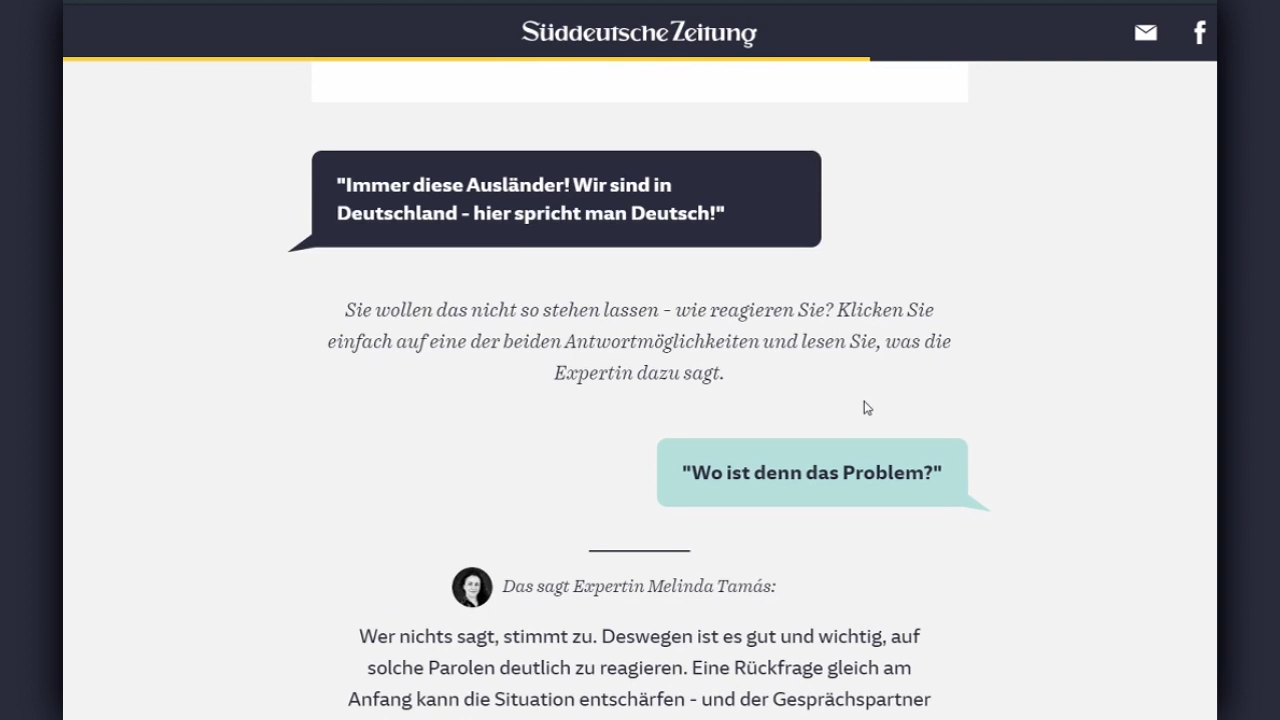 Süddeutsche Zeitung
"Immer diese Ausländer! Wir sind in
Deutschland - hier spricht man Deutsch!"
Sie wollen das nicht so stehen lassen - wie reagieren Sie? Klicken Sie
einfach auf eine der beiden Antwortmöglichkeiten und lesen Sie, was die
Expertin dazu sagt.
"Wo ist denn das Problem?"
Das sagt Expertin Melinda Tamás:
Wer nichts sagt, stimmt zu. Deswegen ist es gut und wichtig, auf
solche Parolen deutlich zu reagieren. Eine Rückfrage gleich am
Anfang kann die Situation entschärfen - und der Gesprächspartner